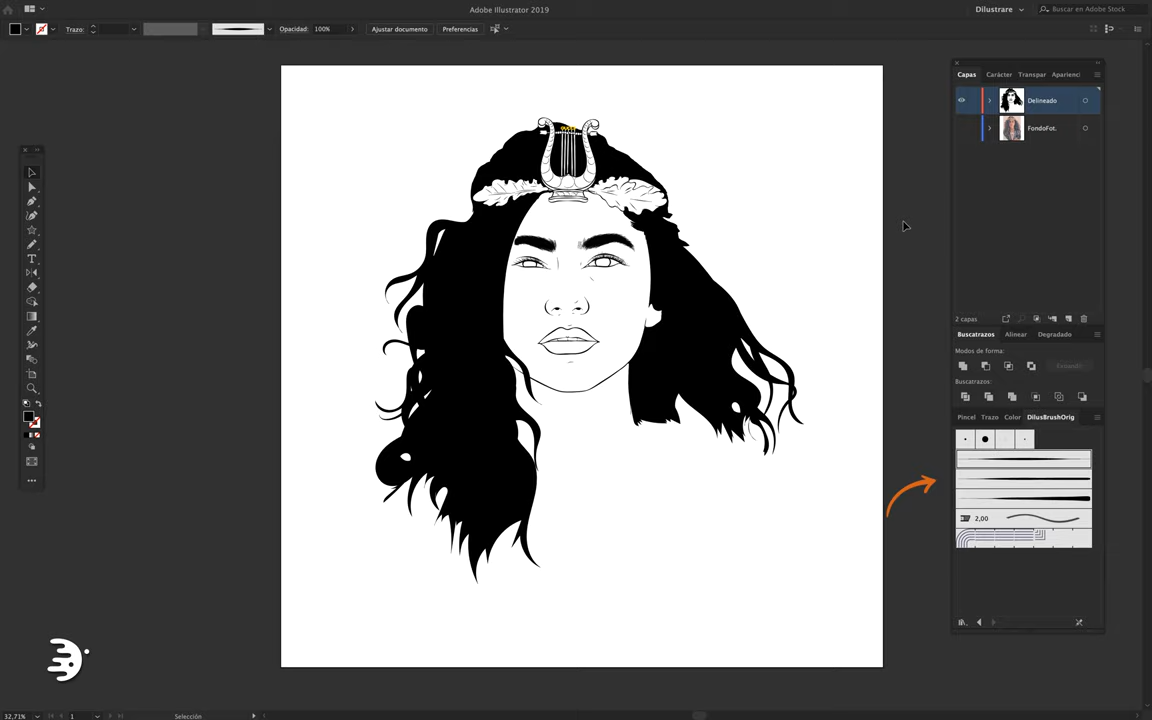 Adobe Illustrator 2019
Dilustrare
Buscar en Adobe Stock
Trazo:
Opacidad:
100%
Ajustar documento
Preferencias
Capas
Carácter
Transpar
Aparienci
Delineado
FondoFot.
2 capas
Buscatrazos
Alinear
Degradado
Modos de forma:
Buscatrazos:
Pincel
Trazo
Color
DilusBrushOrig
2,00
32,71%
1
Selección